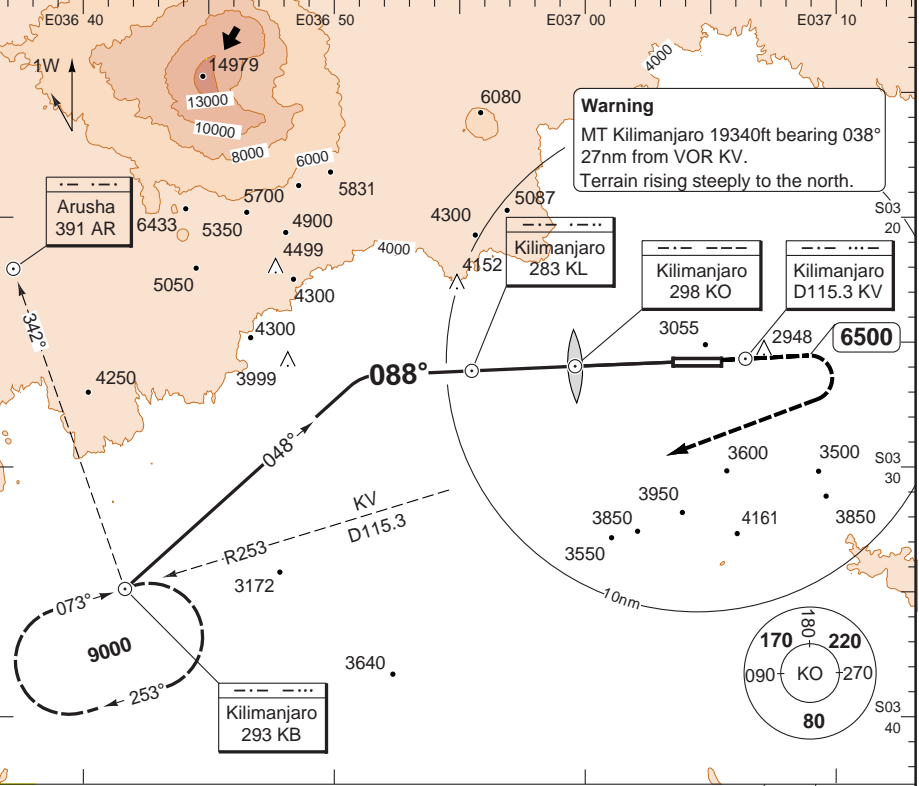 E036 40
E036 50
E037 00
E037 10
1W
14979
13000
10000
8000
6000
4000
6080
Warning
MT Kilimanjaro 19340ft bearing 038°
27nm from VOR KV.
Terrain rising steeply to the north.
Arusha
391 AR
6433
5350
5700
5831
4900
4499
4300
5050
4000
4300
5087
4152
Kilimanjaro
283 KL
Kilimanjaro
298 KO
Kilimanjaro
D115.3 KV
S03
20
342°
4300
3999
4250
088°
3055
2948
6500
048°
KV
D115.3
R253
3172
3600
3500
S03
30
3950
3850
3550
4161
3850
10nm
073°
9000
253°
3640
Kilimanjaro
293 KB
180
170
220
090
KO
270
80
S03
40